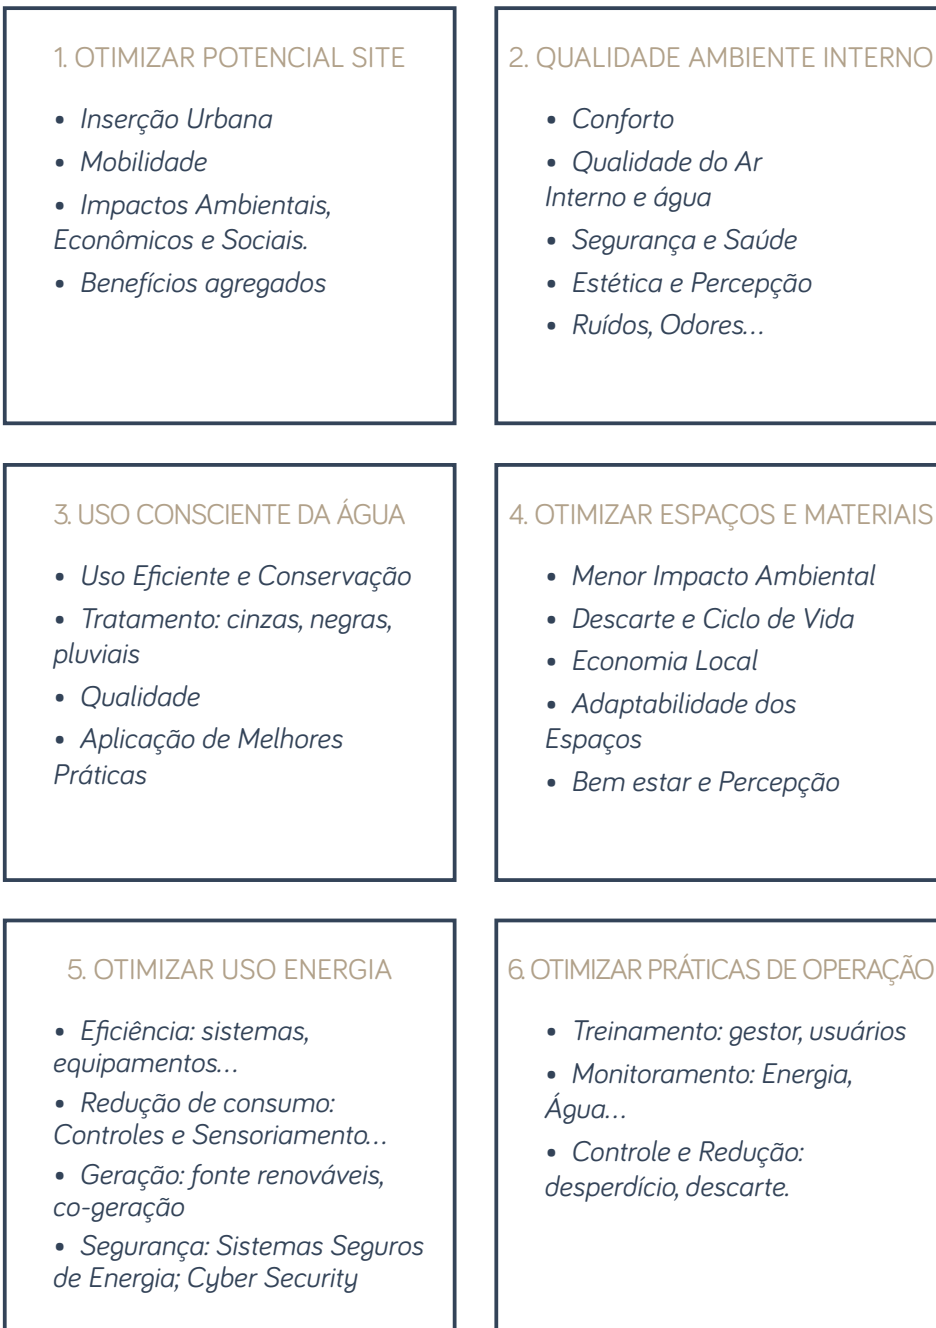 1. OTIMIZAR POTENCIAL SITE
• Inserção Urbana
• Mobilidade
• Impactos Ambientais,
Econômicos e Sociais.
• Benefícios agregados
2. QUALIDADE AMBIENTE INTERNO
• Conforto
• Qualidade do Ar
Interno e água
• Segurança e Saúde
• Estética e Percepção
• Ruídos, Odores...
3. USO CONSCIENTE DA ÁGUA
• Uso Eficiente e Conservação
• Tratamento: cinzas, negras,
pluviais
• Qualidade
• Aplicação de Melhores
Práticas
4. OTIMIZAR ESPAÇOS E MATERIAIS
• Menor Impacto Ambiental
• Descarte e Ciclo de Vida
• Economia Local
• Adaptabilidade dos
Espaços
• Bem estar e Percepção
5. OTIMIZAR USO ENERGIA
• Eficiência: sistemas,
equipamentos...
• Redução de consumo:
Controles e Sensoriamento...
• Geração: fonte renováveis,
co-geração
• Segurança: Sistemas Seguros
de Energia; Cyber Security
6. OTIMIZAR PRÁTICAS DE OPERAÇÃO
• Treinamento: gestor, usuários
• Monitoramento: Energia,
Água...
• Controle e Redução:
desperdício, descarte.